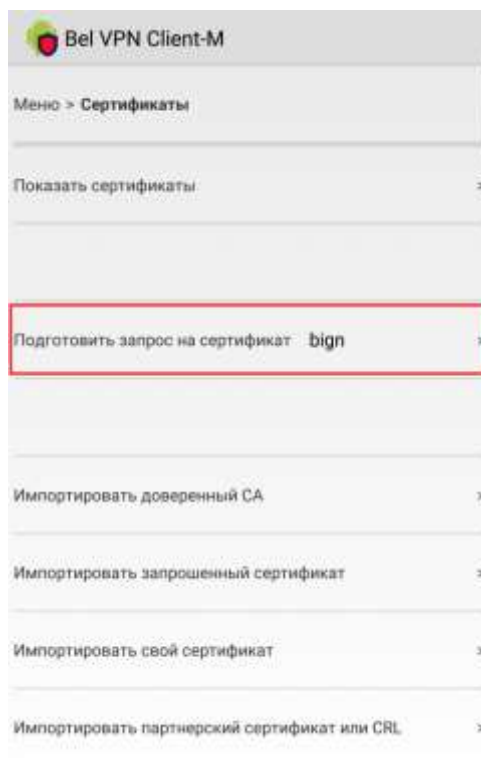 Bel VPN Client-M
Меню > Сертификаты
Показать сертификаты >
Подготовить запрос на сертификат bign >
Импортировать доверенный CA >
Импортировать запрошенный сертификат >
Импортировать свой сертификат >
Импортировать партнерский сертификат или CRL >